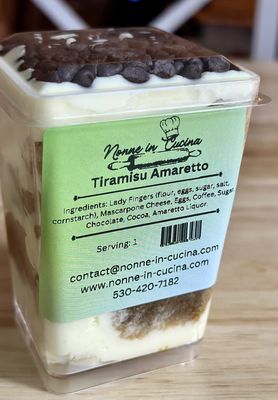 Nonne in Cucina
Tiramisu Amaretto
Ingredients: Lady Fingers (flour, eggs, sugar, salt,
cornstarch), Mascarpone Cheese, Eggs, Coffee, Sugar,
Chocolate, Cocoa, Amaretto Liquor
Serving: 1
contact@nonne-in-cucina.com
www.nonne-in-cucina.com
530-420-7182